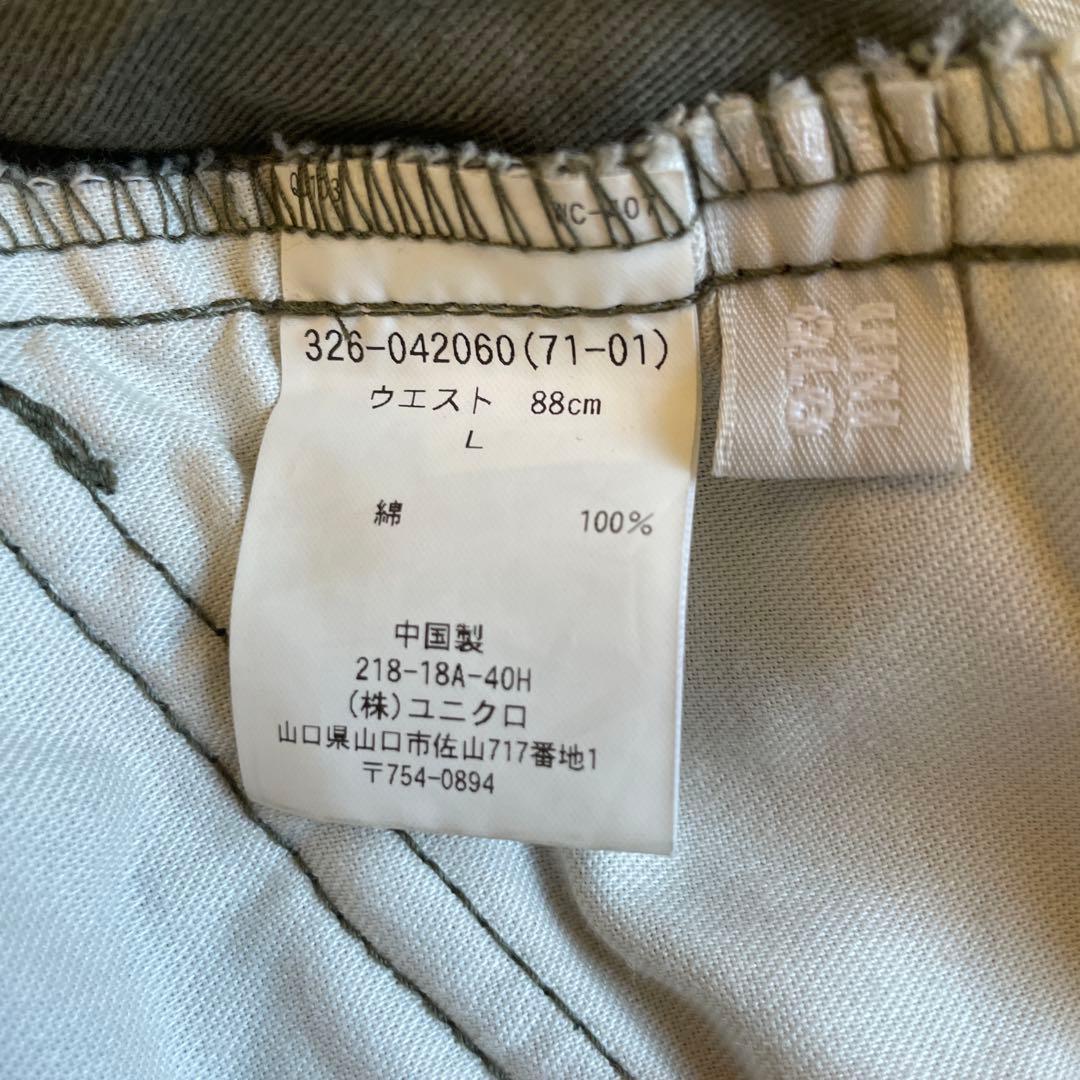 326-042060(71-01)
ウエスト 88cm
L
綿 100%
中国製
218-18A-40H
(株)ユニクロ
山口県山口市佐山717番地1
〒754-0894